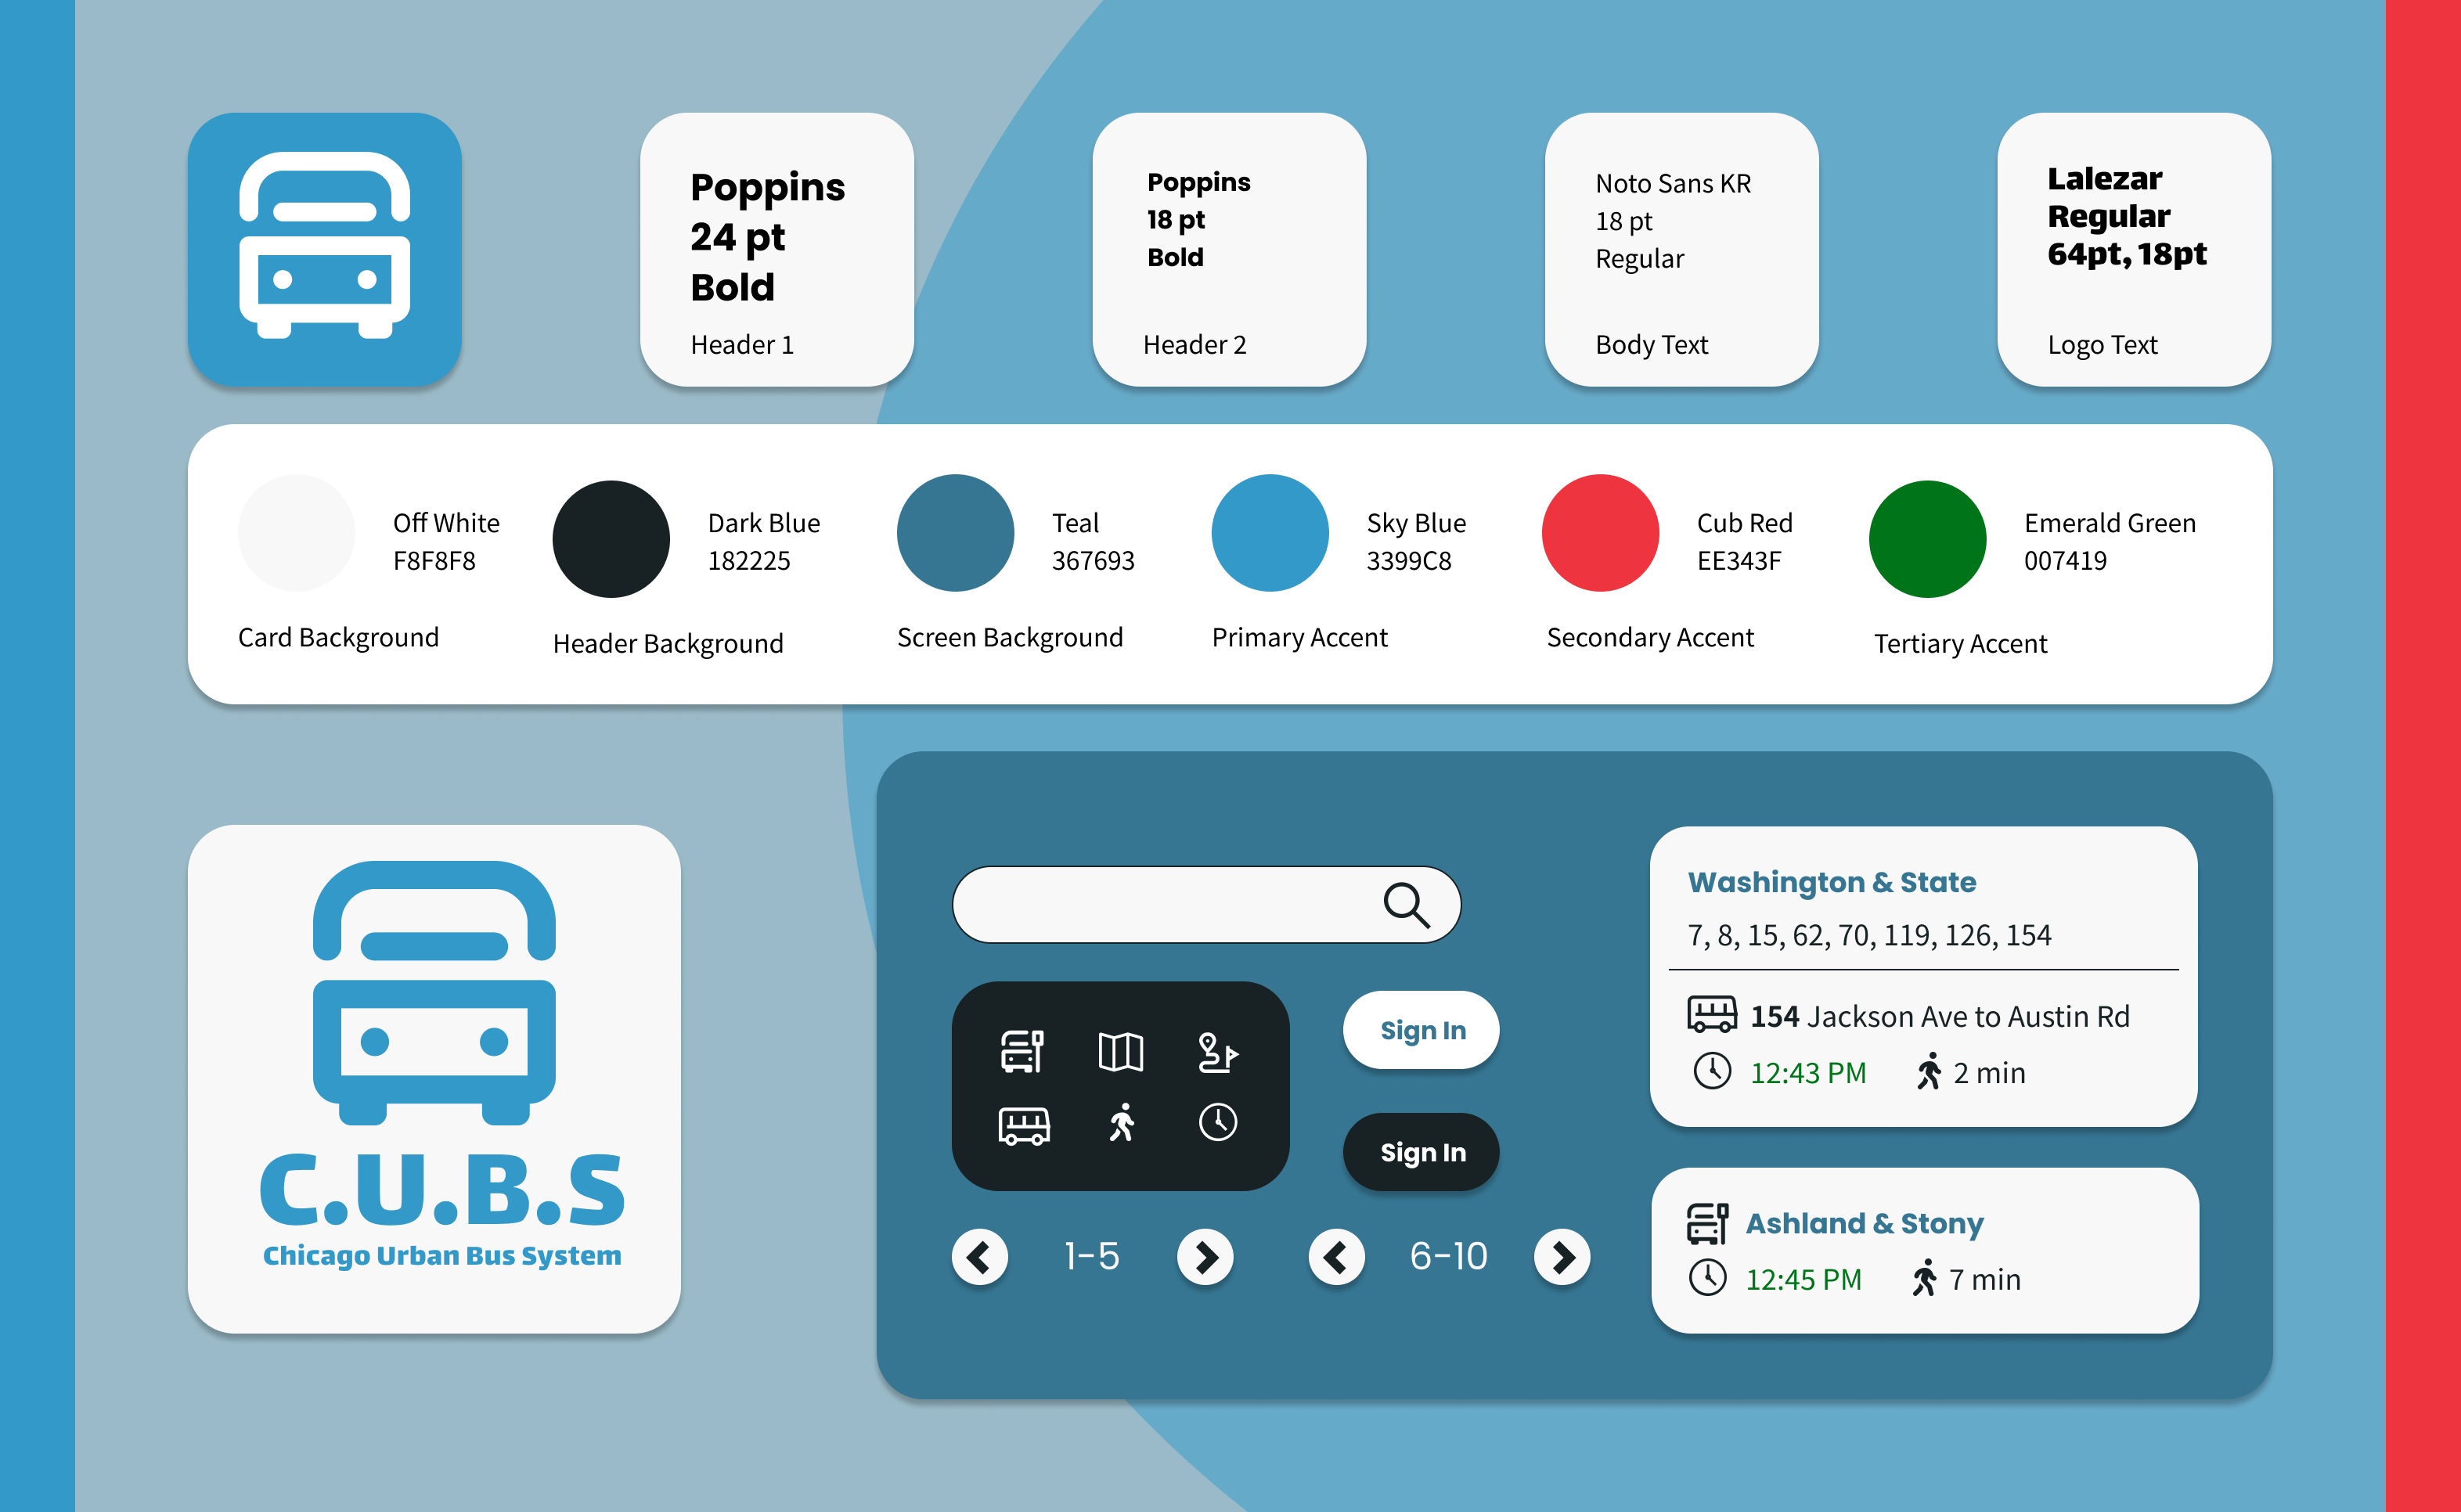 Poppins
24 pt
Bold
Header 1
Poppins
18 pt
Bold
Header 2
Noto Sans KR
18 pt
Regular
Body Text
Lalezar
Regular
64pt, 18pt
Logo Text
Off White
F8F8F8
Card Background
Dark Blue
182225
Header Background
Teal
367693
Screen Background
Sky Blue
3399C8
Primary Accent
Cub Red
EE343F
Secondary Accent
Emerald Green
007419
Tertiary Accent
C.U.B.S
Chicago Urban Bus System
Sign In
Sign In
1-5
6-10
Washington & State
7, 8, 15, 62, 70, 119, 126, 154
154 Jackson Ave to Austin Rd
12:43 PM 2 min
Ashland & Stony
12:45 PM 7 min